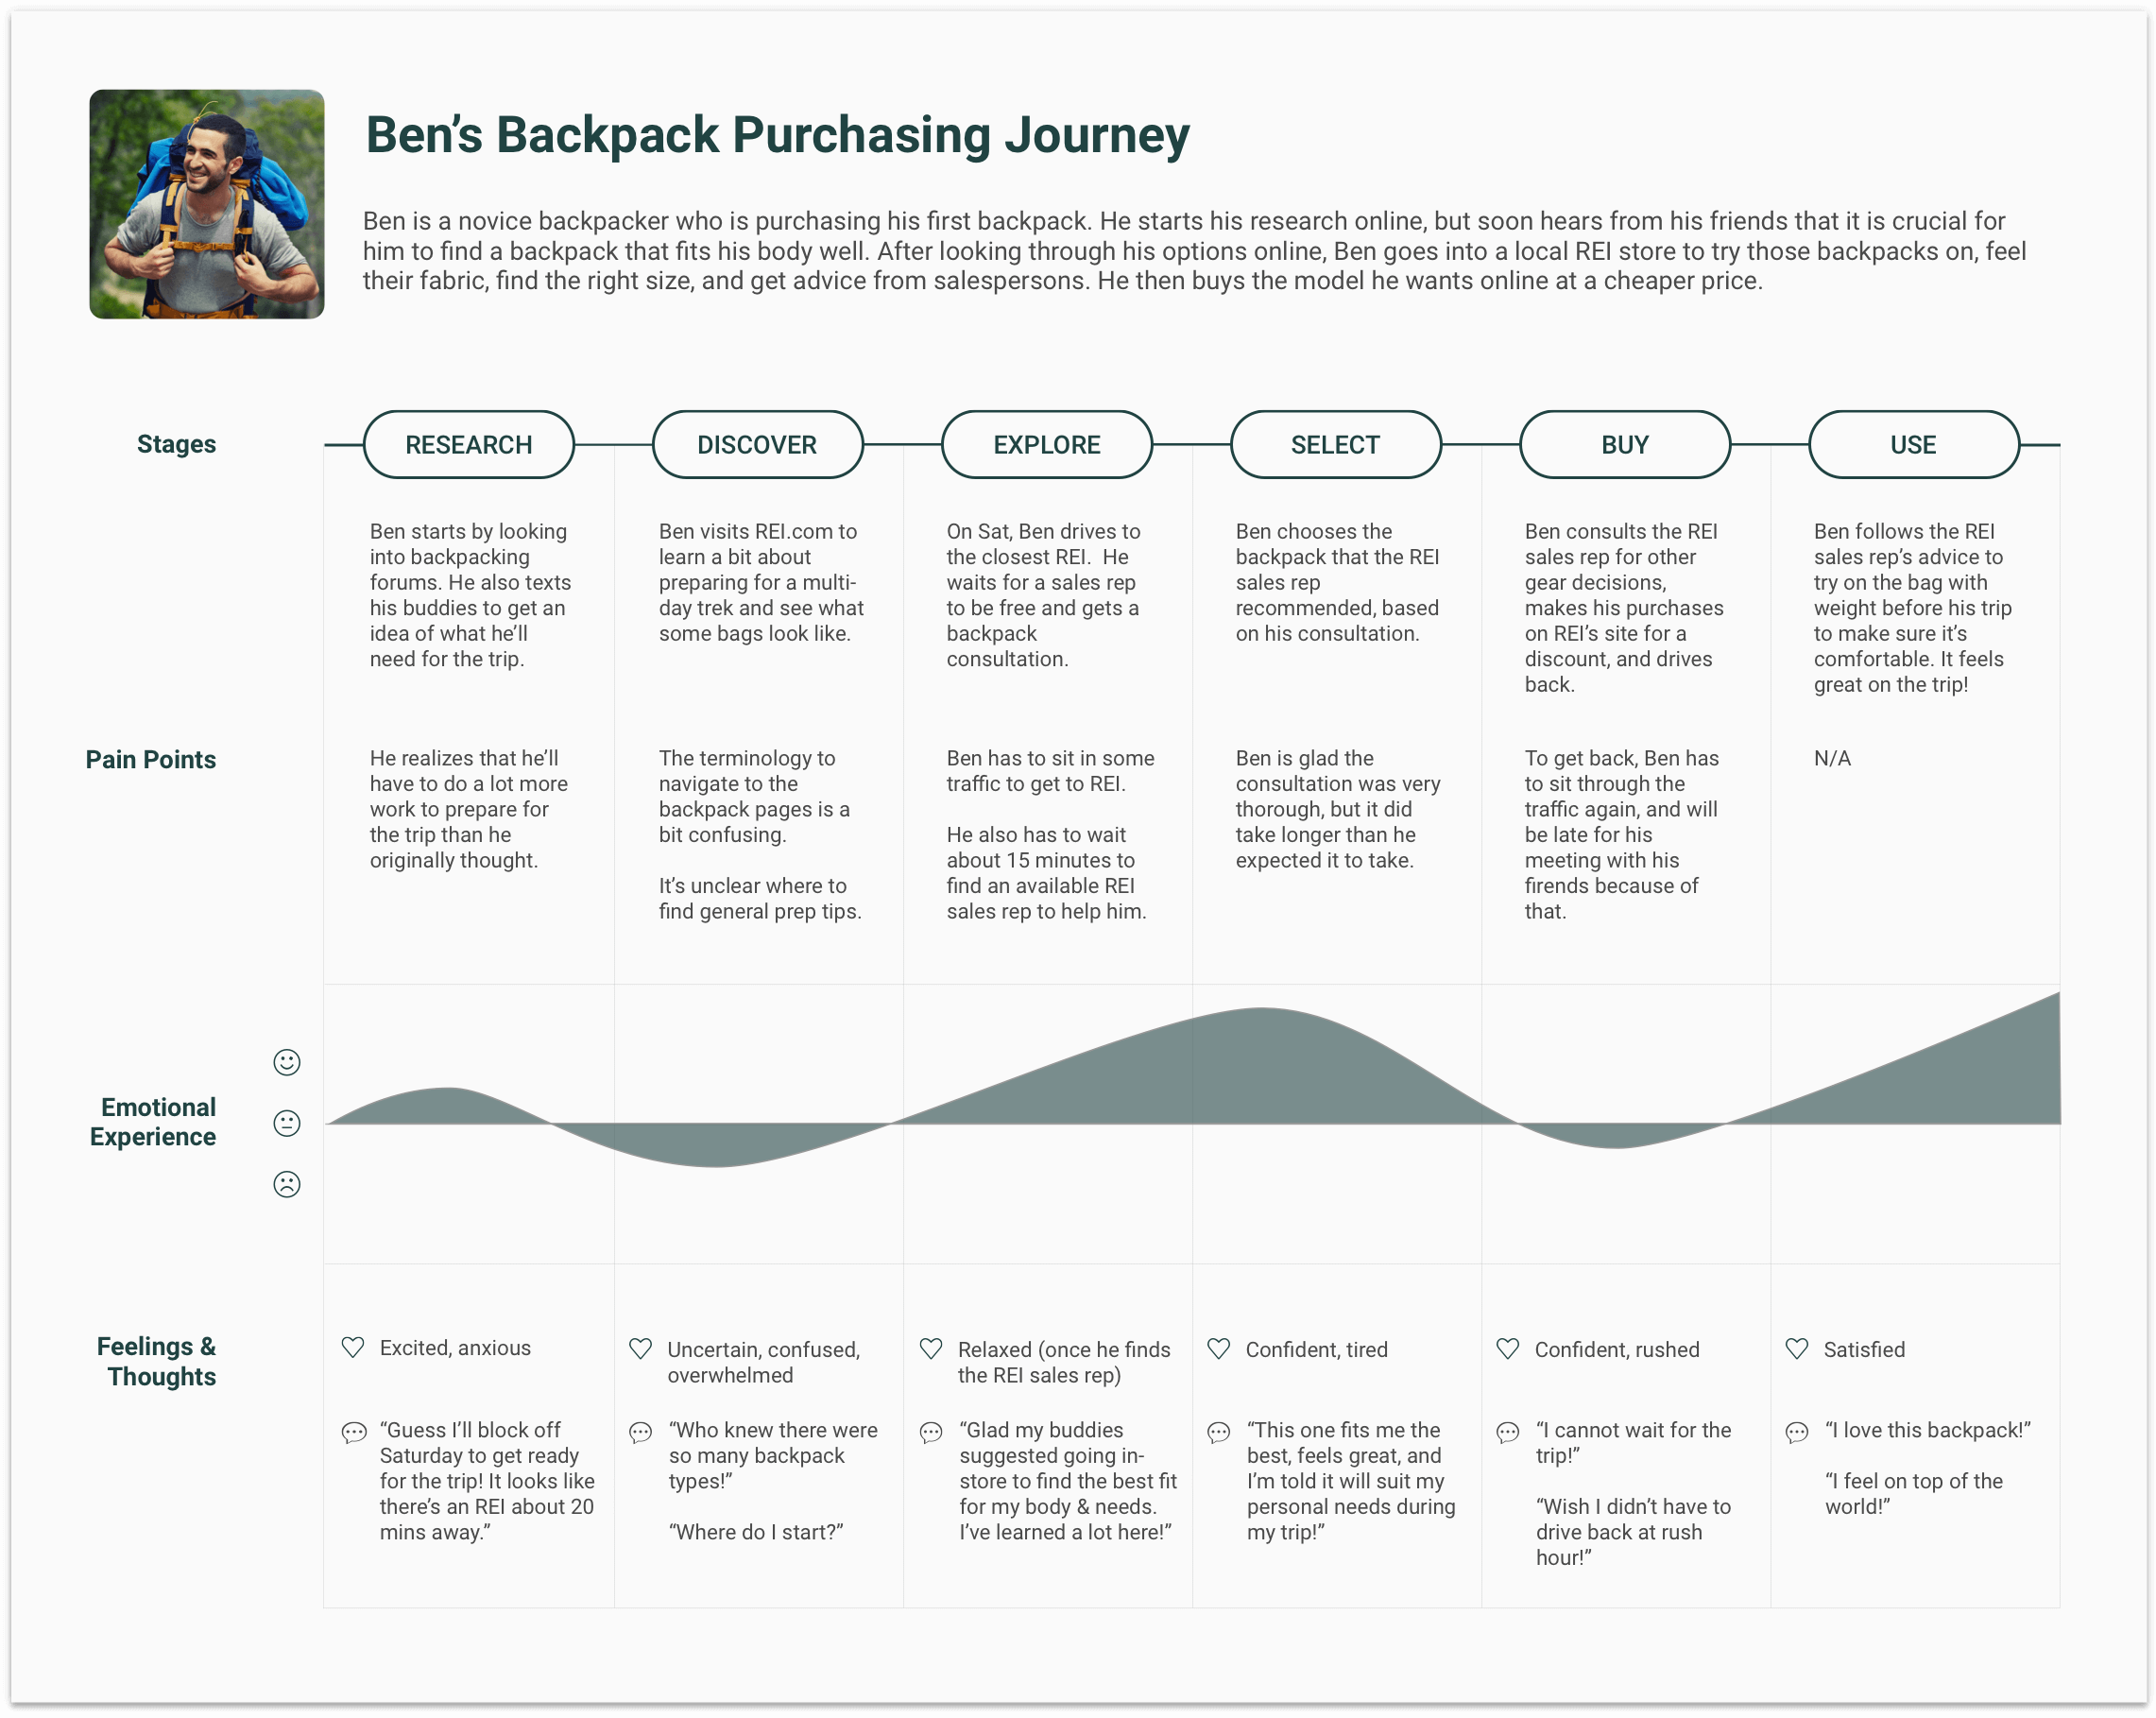 Ben’s Backpack Purchasing Journey
Ben is a novice backpacker who is purchasing his first backpack. He starts his research online, but soon hears from his friends that it is crucial for
him to find a backpack that fits his body well. After looking through his options online, Ben goes into a local REI store to try those backpacks on, feel
their fabric, find the right size, and get advice from salespersons. He then buys the model he wants online at a cheaper price.
Stages
RESEARCH
DISCOVER
EXPLORE
SELECT
BUY
USE
Ben starts by looking
into backpacking
forums. He also texts
his buddies to get an
idea of what he’ll
need for the trip.
Ben visits REI.com to
learn a bit about
preparing for a multi-
day trek and see what
some bags look like.
On Sat, Ben drives to
the closest REI.  He
waits for a sales rep
to be free and gets a
backpack
consultation.
Ben chooses the
backpack that the REI
sales rep
recommended, based
on his consultation.
Ben consults the REI
sales rep for other
gear decisions,
makes his purchases
on REI’s site for a
discount, and drives
back.
Ben follows the REI
sales rep’s advice to
try on the bag with
weight before his trip
to make sure it’s
comfortable. It feels
great on the trip!
Pain Points
He realizes that he’ll
have to do a lot more
work to prepare for
the trip than he
originally thought.
The terminology to
navigate to the
backpack pages is a
bit confusing.
It’s unclear where to
find general prep tips.
Ben has to sit in some
traffic to get to REI.
He also has to wait
about 15 minutes to
find an available REI
sales rep to help him.
Ben is glad the
consultation was very
thorough, but it did
take longer than he
expected it to take.
To get back, Ben has
to sit through the
traffic again, and will
be late for his
meeting with his
firends because of
that.
N/A
Emotional
Experience
Feelings &
Thoughts
Excited, anxious
Uncertain, confused,
overwhelmed
Relaxed (once he finds
the REI sales rep)
Confident, tired
Confident, rushed
Satisfied
“Guess I’ll block off
Saturday to get ready
for the trip! It looks like
there’s an REI about 20
mins away.”
“Who knew there were
so many backpack
types!”
“Where do I start?”
“Glad my buddies
suggested going in-
store to find the best fit
for my body & needs.
I’ve learned a lot here!”
“This one fits me the
best, feels great, and
I’m told it will suit my
personal needs during
my trip!”
“I cannot wait for the
trip!”
“Wish I didn’t have to
drive back at rush
hour!”
“I love this backpack!”
“I feel on top of the
world!”